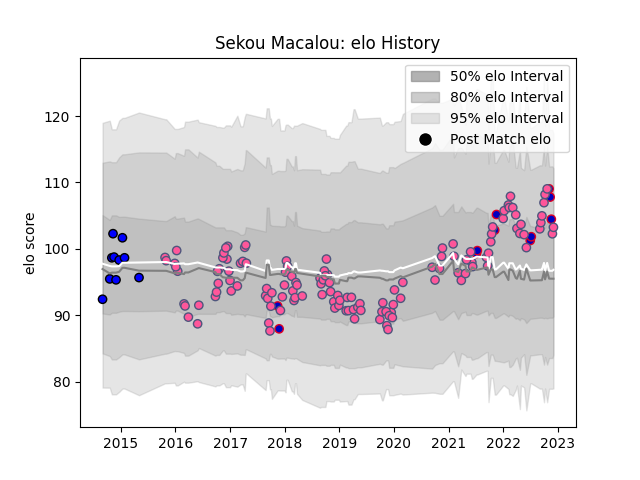 Sekou Macalou: elo History
50% elo Interval
80% elo Interval
95% elo Interval
Post Match elo
elo score
120
110
100
90
80
2015 2016 2017 2018 2019 2020 2021 2022 2023